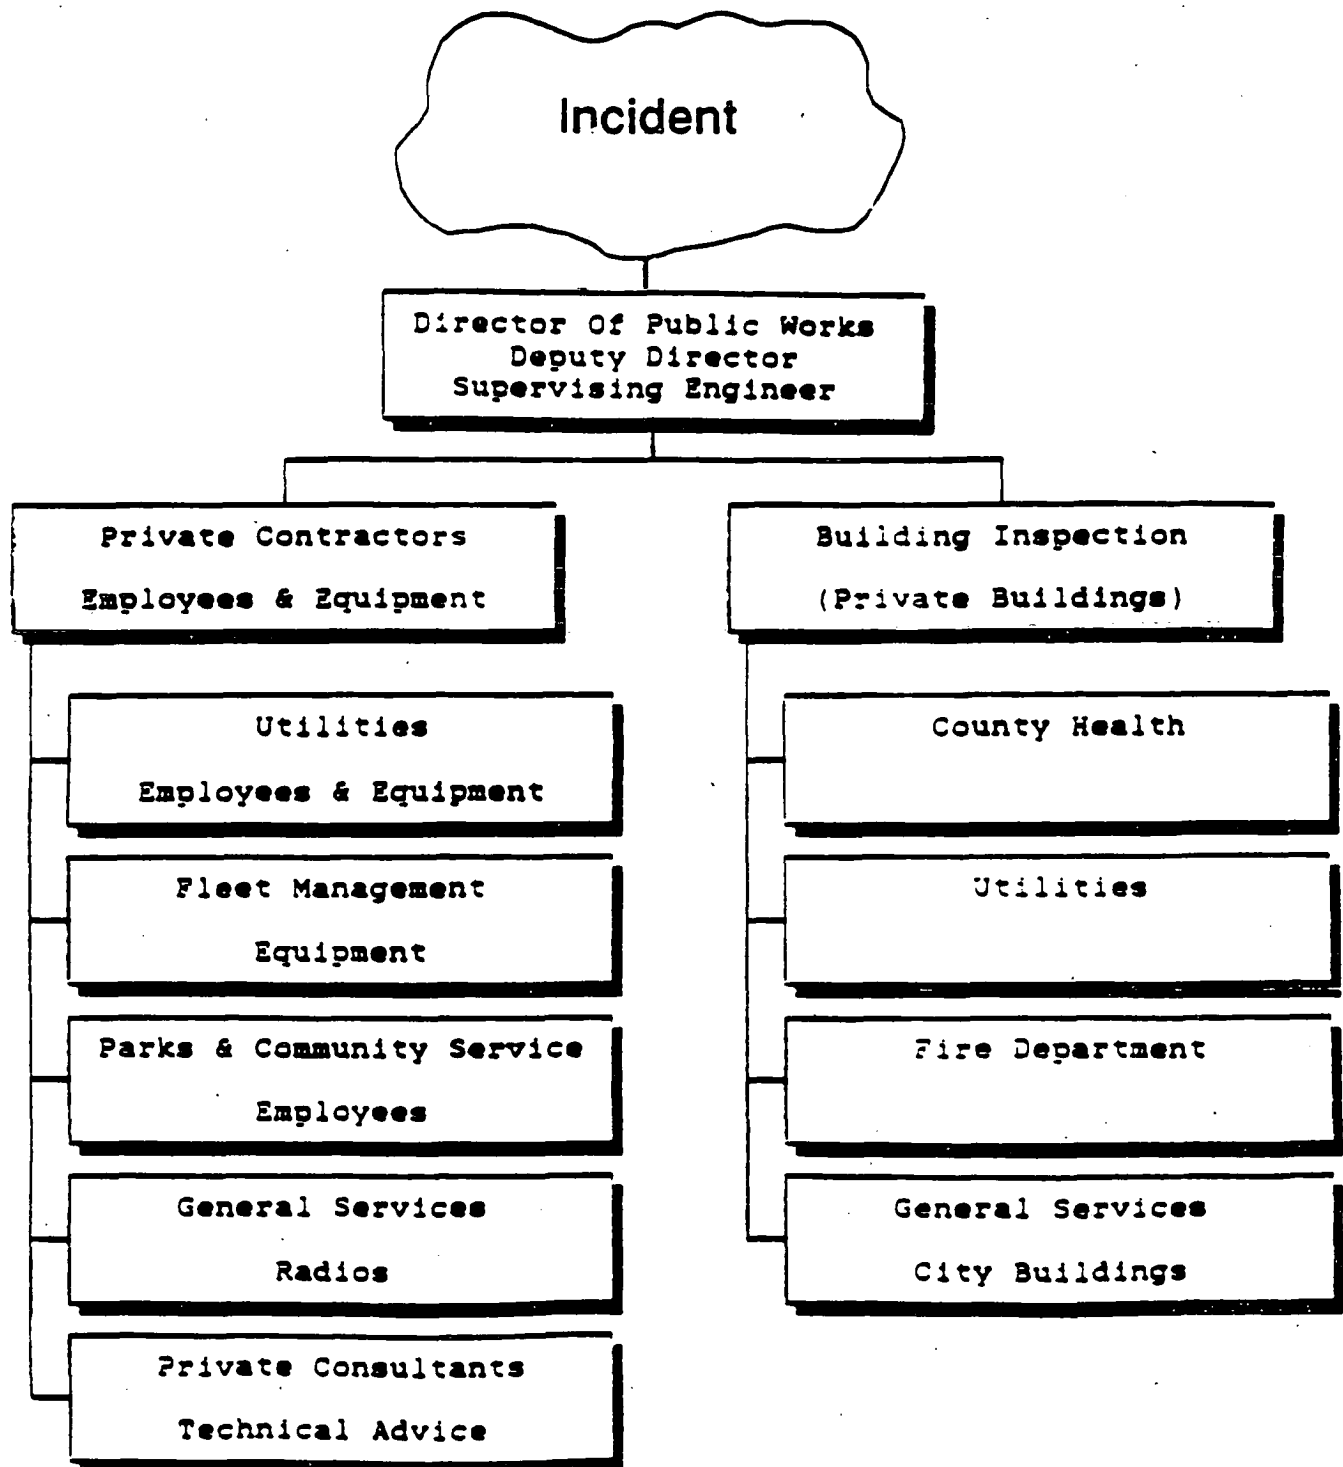 Incident
Director Of Public Works
Deputy Director
Supervising Engineer
Private Contractors
Employees & Equipment
Utilities
Employees & Equipment
Fleet Management
Equipment
Parks & Community Service
Employees
General Services
Radios
Private Consultants
Technical Advice
Building Inspection
(Private Buildings)
County Health
Utilities
Fire Department
General Services
City Buildings